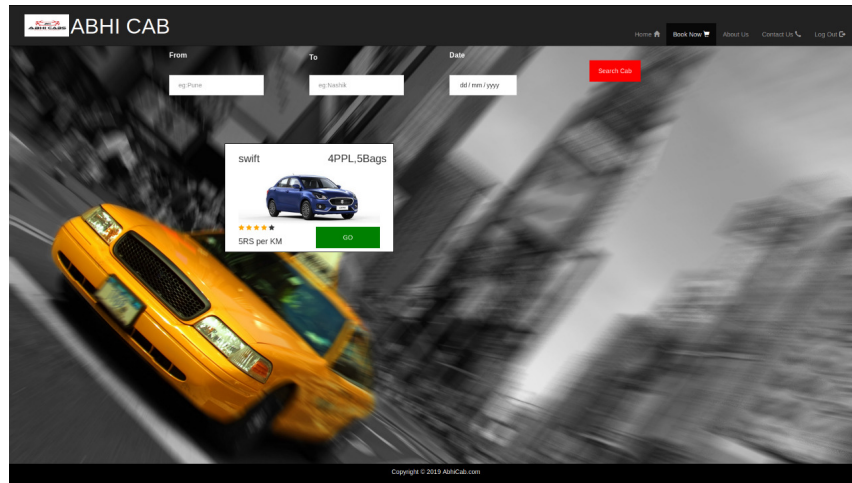 ABHI CABS
ABHI CAB
Home
Book Now
About Us
Contact Us
Log Out
From
To
Date
eg:Pune
eg:Nashik
dd / mm / yyyy
Search Cab
swift
4PPL,5Bags
5RS per KM
GO
Copyright © 2019 AbhiCab.com